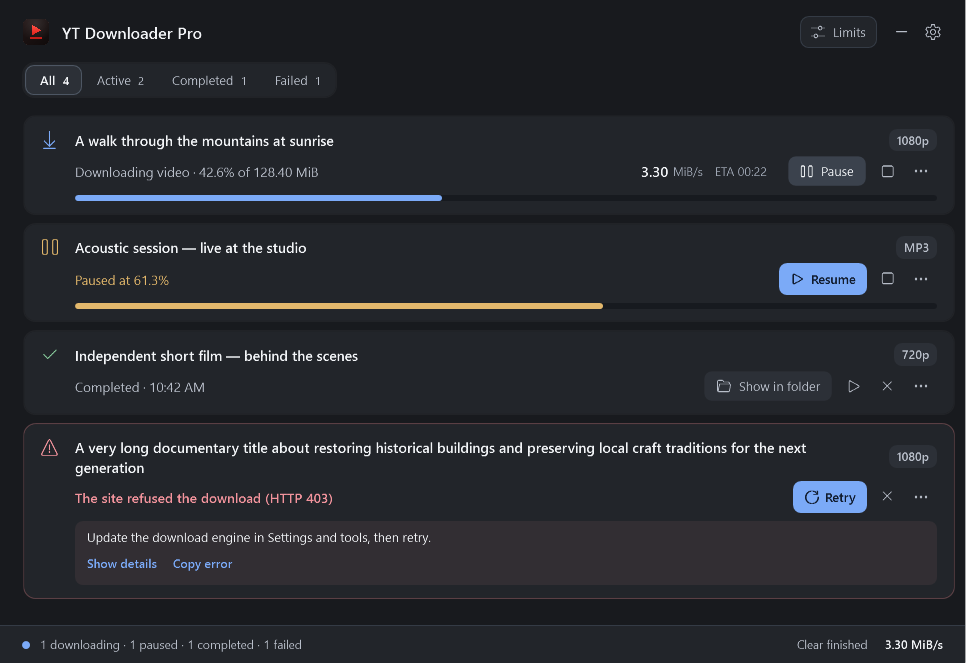 YT Downloader Pro
Limits
All 4
Active 2
Completed 1
Failed 1
A walk through the mountains at sunrise
1080p
Downloading video · 42.6% of 128.40 MiB
3.30 MiB/s
ETA 00:22
Pause
Acoustic session — live at the studio
MP3
Paused at 61.3%
Resume
Independent short film — behind the scenes
720p
Completed · 10:42 AM
Show in folder
A very long documentary title about restoring historical buildings and preserving local craft traditions for the next
generation
1080p
The site refused the download (HTTP 403)
Retry
Update the download engine in Settings and tools, then retry.
Show details
Copy error
1 downloading · 1 paused · 1 completed · 1 failed
Clear finished
3.30 MiB/s